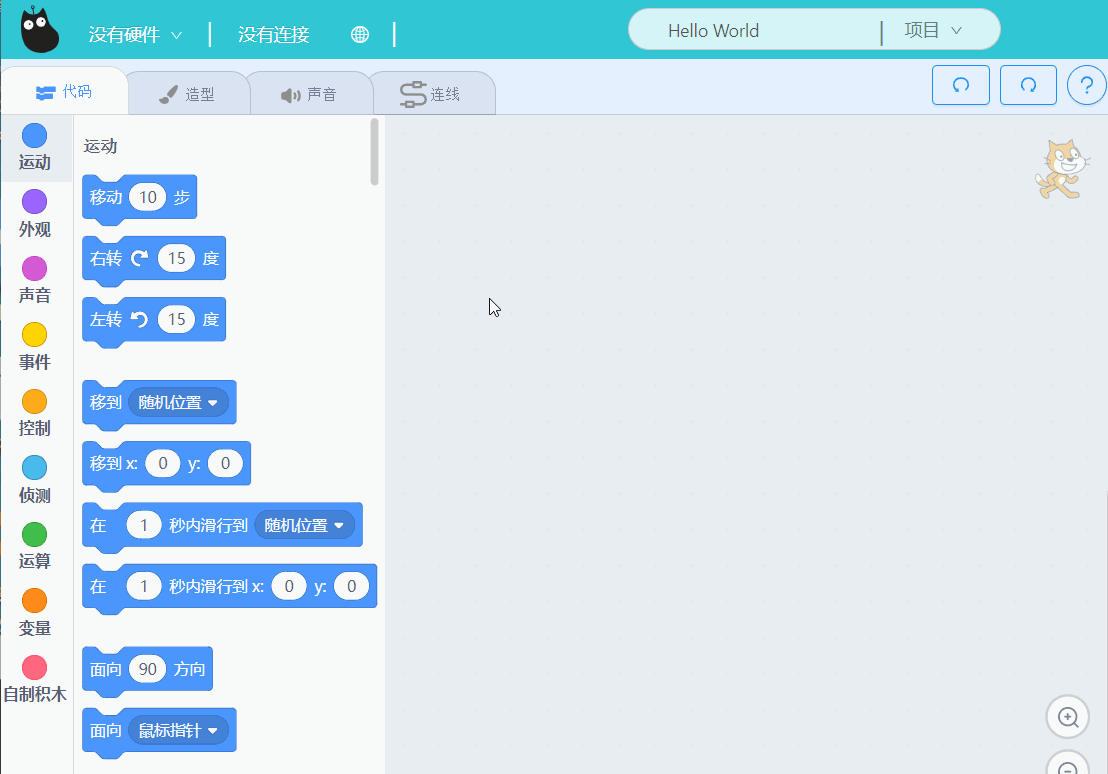 没有硬件 没有连接 Hello World 项目
代码 造型 声音 连线 ?
运动
外观
声音
事件
控制
侦测
运算
变量
自制积木
运动
移动 10 步
右转 15 度
左转 15 度
移到 随机位置
移到 x: 0 y: 0
在 1 秒内滑行到 随机位置
在 1 秒内滑行到 x: 0 y: 0
面向 90 方向
面向 鼠标指针